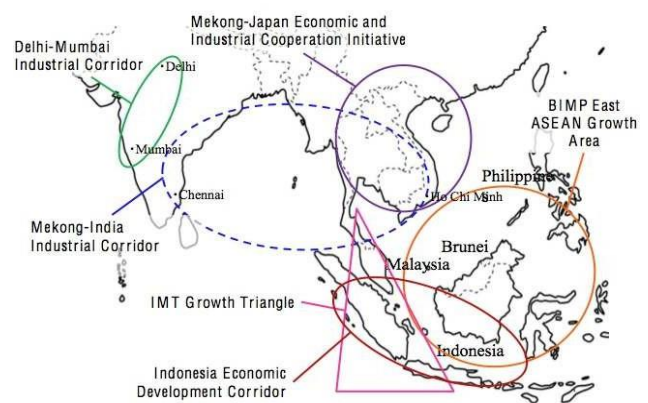 Mekong-Japan Economic and
Industrial Cooperation Initiative
Delhi-Mumbai
Industrial Corridor
Delhi
BIMP East
ASEAN Growth
Area
Mumbai
Philippines
Chennai
Ho Chi Minh
Mekong-India
Industrial Corridor
Brunei
Malaysia
IMT Growth Triangle
Indonesia
Indonesia Economic
Development Corridor